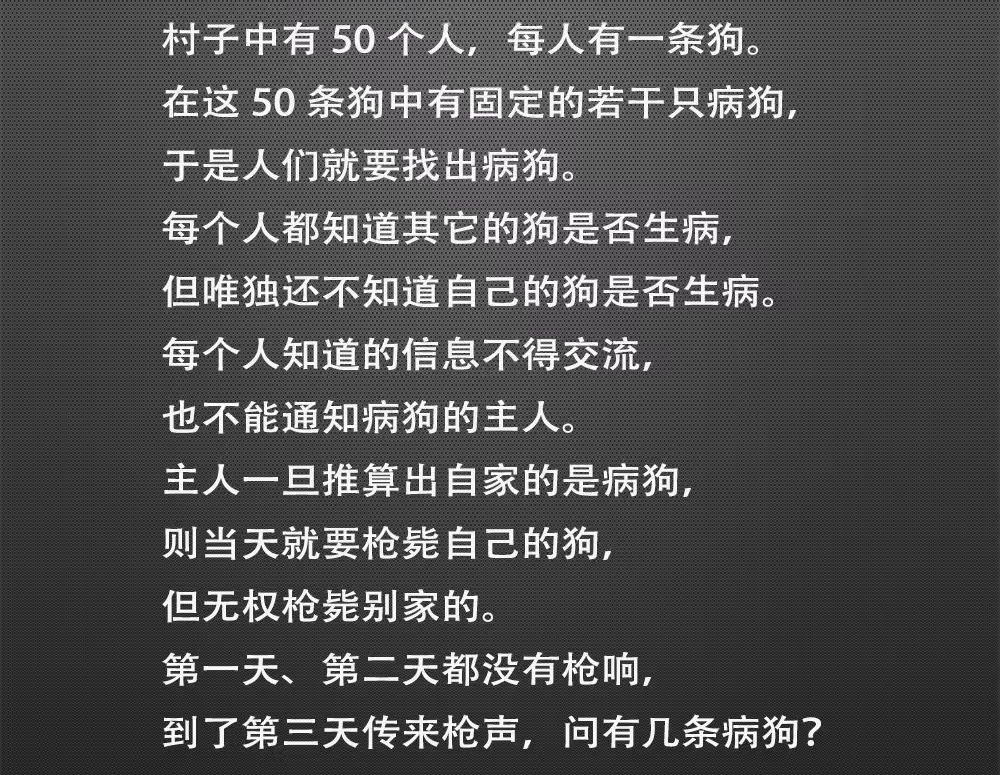 村子中有 50 个人，每人有一条狗。
在这 50 条狗中有固定的若干只病狗，
于是人们就要找出病狗。
每个人都知道其它的狗是否生病，
但唯独还不知道自己的狗是否生病。
每个人知道的信息不得交流，
也不能通知病狗的主人。
主人一旦推算出自家的是病狗，
则当天就要枪毙自己的狗，
但无权枪毙别家的。
第一天、第二天都没有枪响，
到了第三天传来枪声，问有几条病狗？